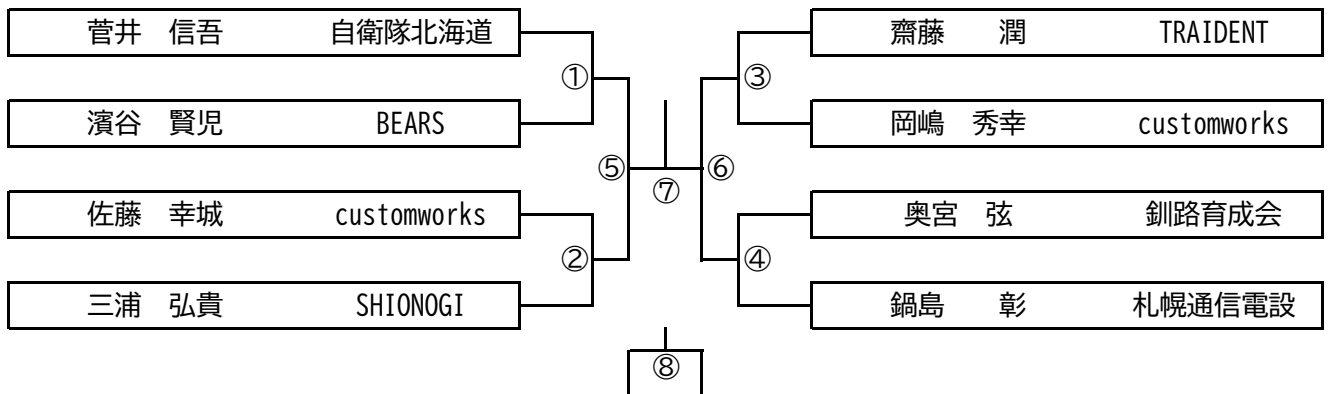 菅井 信吾 自衛隊北海道
①
濱谷 賢児 BEARS
⑤
佐藤 幸城 customworks
②
三浦 弘貴 SHIONOGI
⑦
⑧
齋藤 潤 TRAIDENT
③
岡嶋 秀幸 customworks
⑥
奥宮 弦 釧路育成会
④
鍋島 彰 札幌通信電設